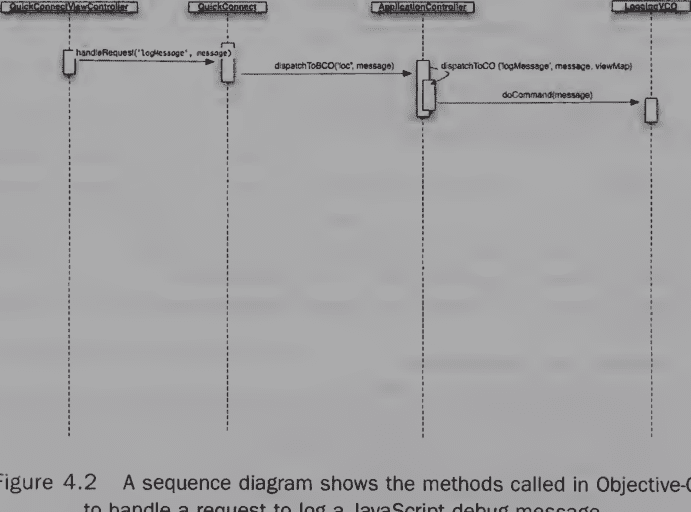 QuickConnectViewController
QuickConnect
ApplicationController
LoggingVCO
handleRequest('logMessage', message)
dispatchToBCO('loc', message)
dispatchToCO ('logMessage', message, viewMap)
doCommand(message)
Figure 4.2 A sequence diagram shows the methods called in Objective-C
to handle a request to log a JavaScript debug message